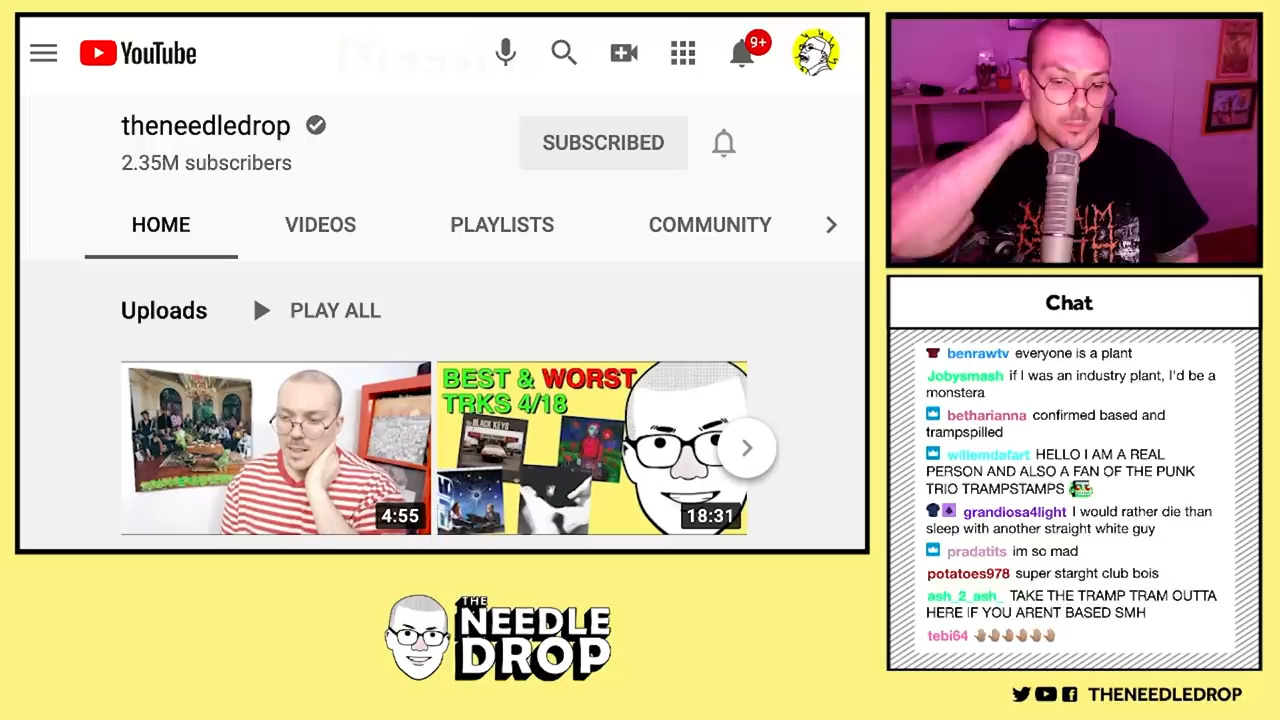 YouTube
9+
theneedledrop
2.35M subscribers
SUBSCRIBED
HOME VIDEOS PLAYLISTS COMMUNITY
Uploads PLAY ALL
4:55
BEST & WORST
TRKS 4/18
THE BLACK KEYS
18:31
THE
NEEDLE
DROP
Chat
benrawtv everyone is a plant
Jobysmash if I was an industry plant, I'd be a
monstera
betharianna confirmed based and
trampspilled
willemdafart HELLO I AM A REAL
PERSON AND ALSO A FAN OF THE PUNK
TRIO TRAMPSTAMPS
grandiosa4light I would rather die than
sleep with another straight white guy
pradatits im so mad
potatoes978 super starght club bois
ash_2_ash_ TAKE THE TRAMP TRAM OUTTA
HERE IF YOU ARENT BASED SMH
tebi64
THENEEDLEDROP